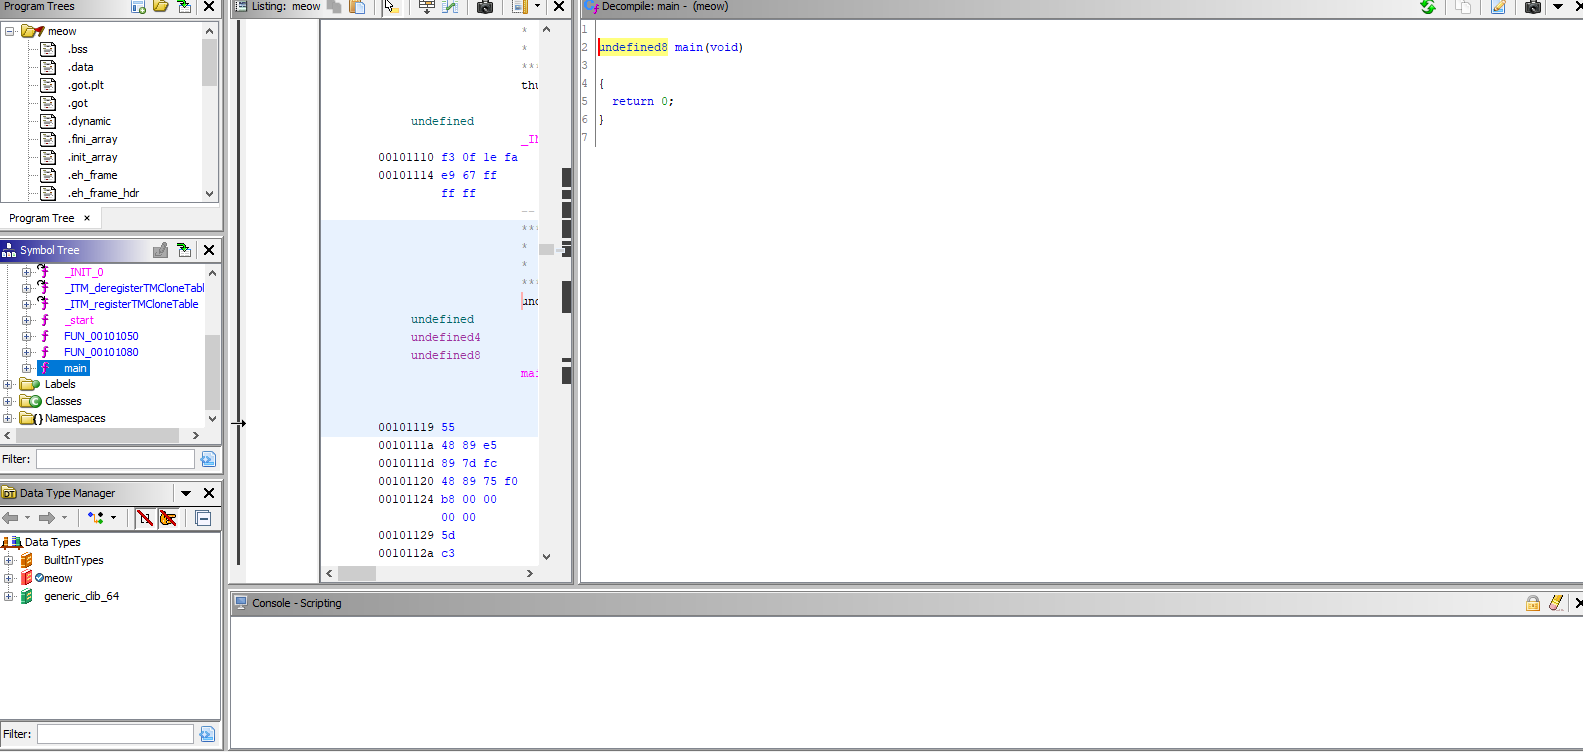 Program Trees
meow
.bss
.data
.got.plt
.got
.dynamic
.fini_array
.init_array
.eh_frame
.eh_frame_hdr
Program Tree ×
Symbol Tree
_INIT_0
_ITM_deregisterTMCloneTabl
_ITM_registerTMCloneTable
_start
FUN_00101050
FUN_00101080
main
Labels
Classes
Namespaces
Filter:
Data Type Manager
Data Types
BuiltInTypes
meow
generic_clib_64
Filter:
Listing: meow
*
*
***
thu
undefined
_IN
00101110 f3 0f 1e fa
00101114 e9 67 ff
ff ff
--
***
*
*
***
und
undefined
undefined4
undefined8
mai
00101119 55
0010111a 48 89 e5
0010111d 89 7d fc
00101120 48 89 75 f0
00101124 b8 00 00
00 00
00101129 5d
0010112a c3
Decompile: main - (meow)
1
2 undefined8 main(void)
3
4 {
5 return 0;
6 }
7
Console - Scripting